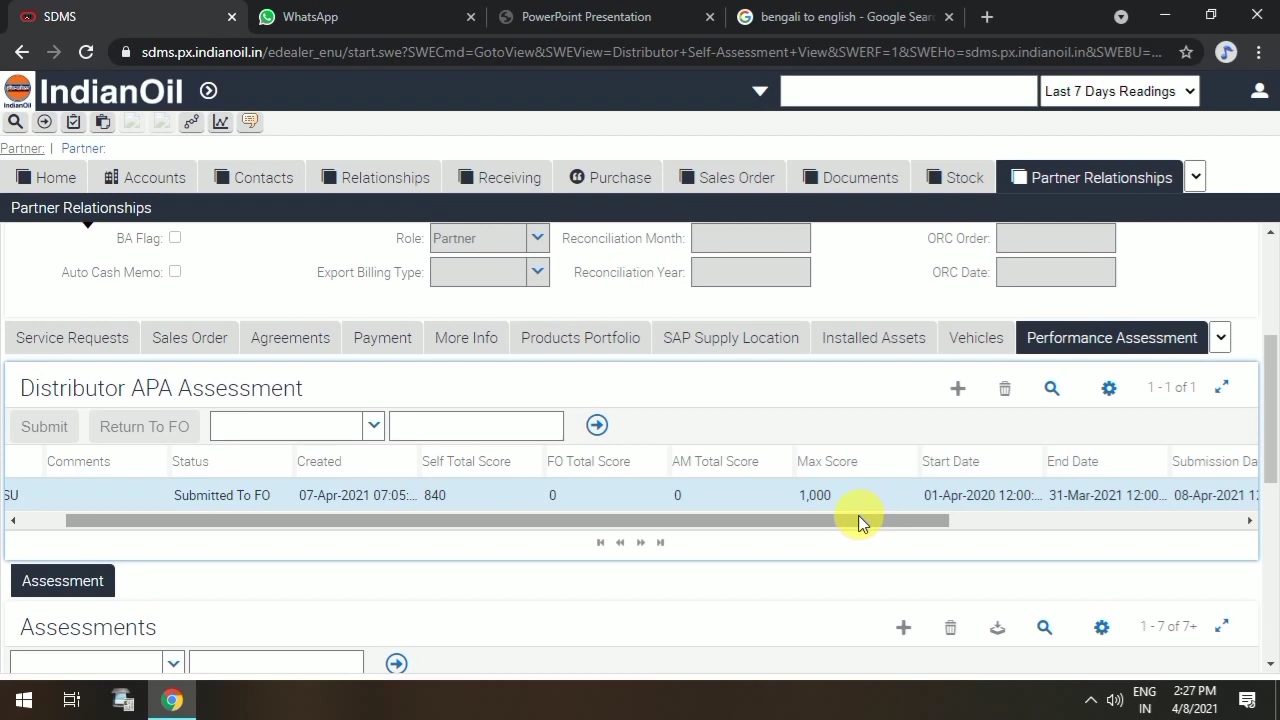 SDMS
WhatsApp
PowerPoint Presentation
bengali to english - Google Sear
sdms.px.indianoil.in/edealer_enu/start.swe?SWECmd=GotoView&SWEView=Distributor+Self-Assessment+View&SWERF=1&SWEHo=sdms.px.indianoil.in&SWEBU=...
IndianOil
IndianOil
Last 7 Days Readings
Partner: | Partner:
Home
Accounts
Contacts
Relationships
Receiving
Purchase
Sales Order
Documents
Stock
Partner Relationships
Partner Relationships
BA Flag:
Role: Partner
Reconciliation Month:
ORC Order:
Auto Cash Memo:
Export Billing Type:
Reconciliation Year:
ORC Date:
Service Requests
Sales Order
Agreements
Payment
More Info
Products Portfolio
SAP Supply Location
Installed Assets
Vehicles
Performance Assessment
Distributor APA Assessment
1 - 1 of 1
Submit
Return To FO
Comments Status Created Self Total Score FO Total Score AM Total Score Max Score Start Date End Date Submission Da
SU Submitted To FO 07-Apr-2021 07:05:... 840 0 0 1,000 01-Apr-2020 12:00:... 31-Mar-2021 12:00... 08-Apr-2021 12
Assessment
Assessments
1 - 7 of 7+
ENG
IN
2:27 PM
4/8/2021